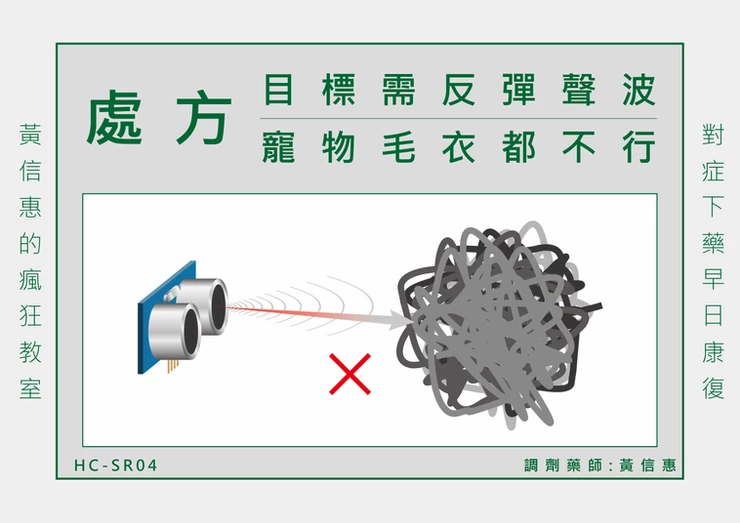 處方
目標需反彈聲波
寵物毛衣都不行
黃信惠的瘋狂教室
對症下藥早日康復
HC-SR04
調劑藥師:黃信惠